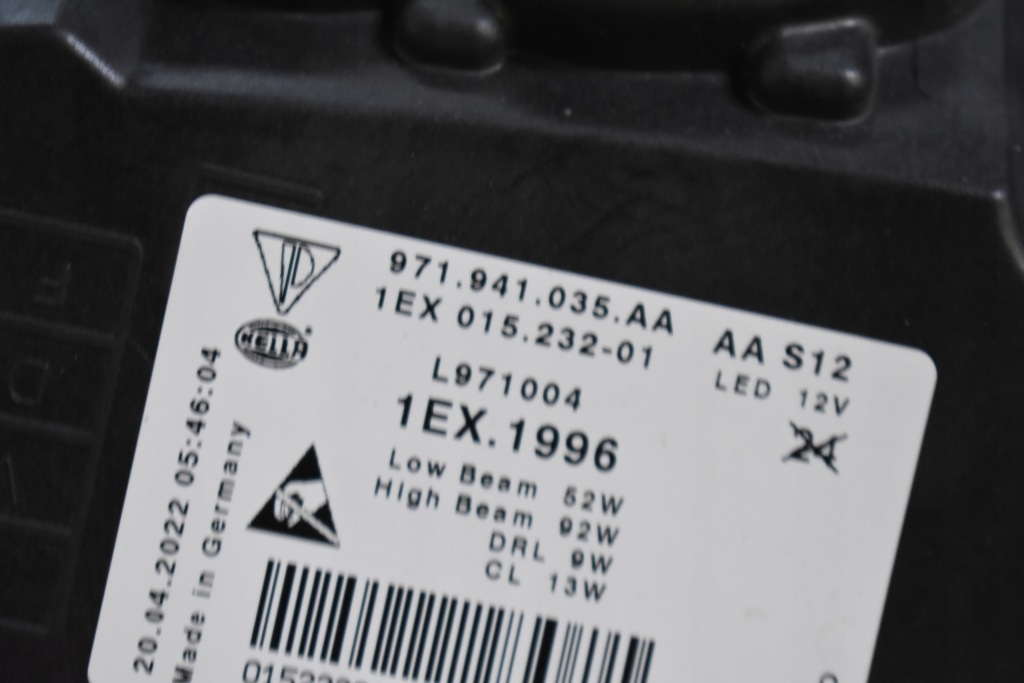 971.941.035.AA
1EX 015.232-01
AA S12
LED 12V
HELLA
L971004
1EX.1996
24
Low Beam 52W
High Beam 92W
DRL 9W
CL 13W
20.04.2022 05:46:04
Made in Germany
F
D
V